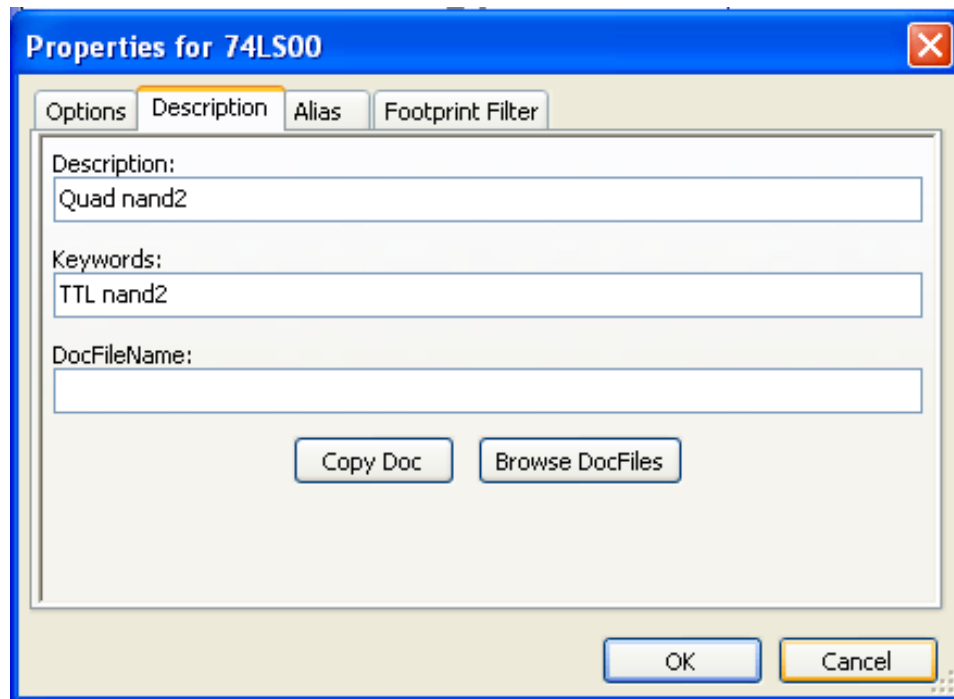 Properties for 74LS00
Options Description Alias Footprint Filter
Description:
Quad nand2
Keywords:
TTL nand2
DocFileName:
Copy Doc Browse DocFiles
OK Cancel